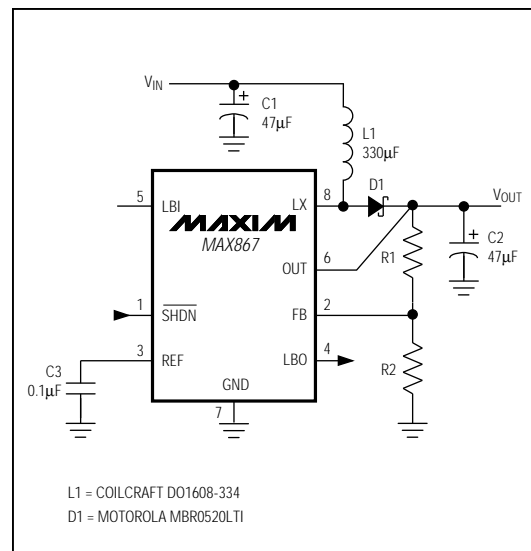 VIN
C1
47µF
L1
330µF
D1
VOUT
5
LBI
LX
8
MAXIM
MAX867
C2
47µF
R1
OUT
6
1
SHDN
FB
2
3
REF
LBO
4
R2
C3
0.1µF
GND
7
L1 = COILCRAFT DO1608-334
D1 = MOTOROLA MBR0520LTI